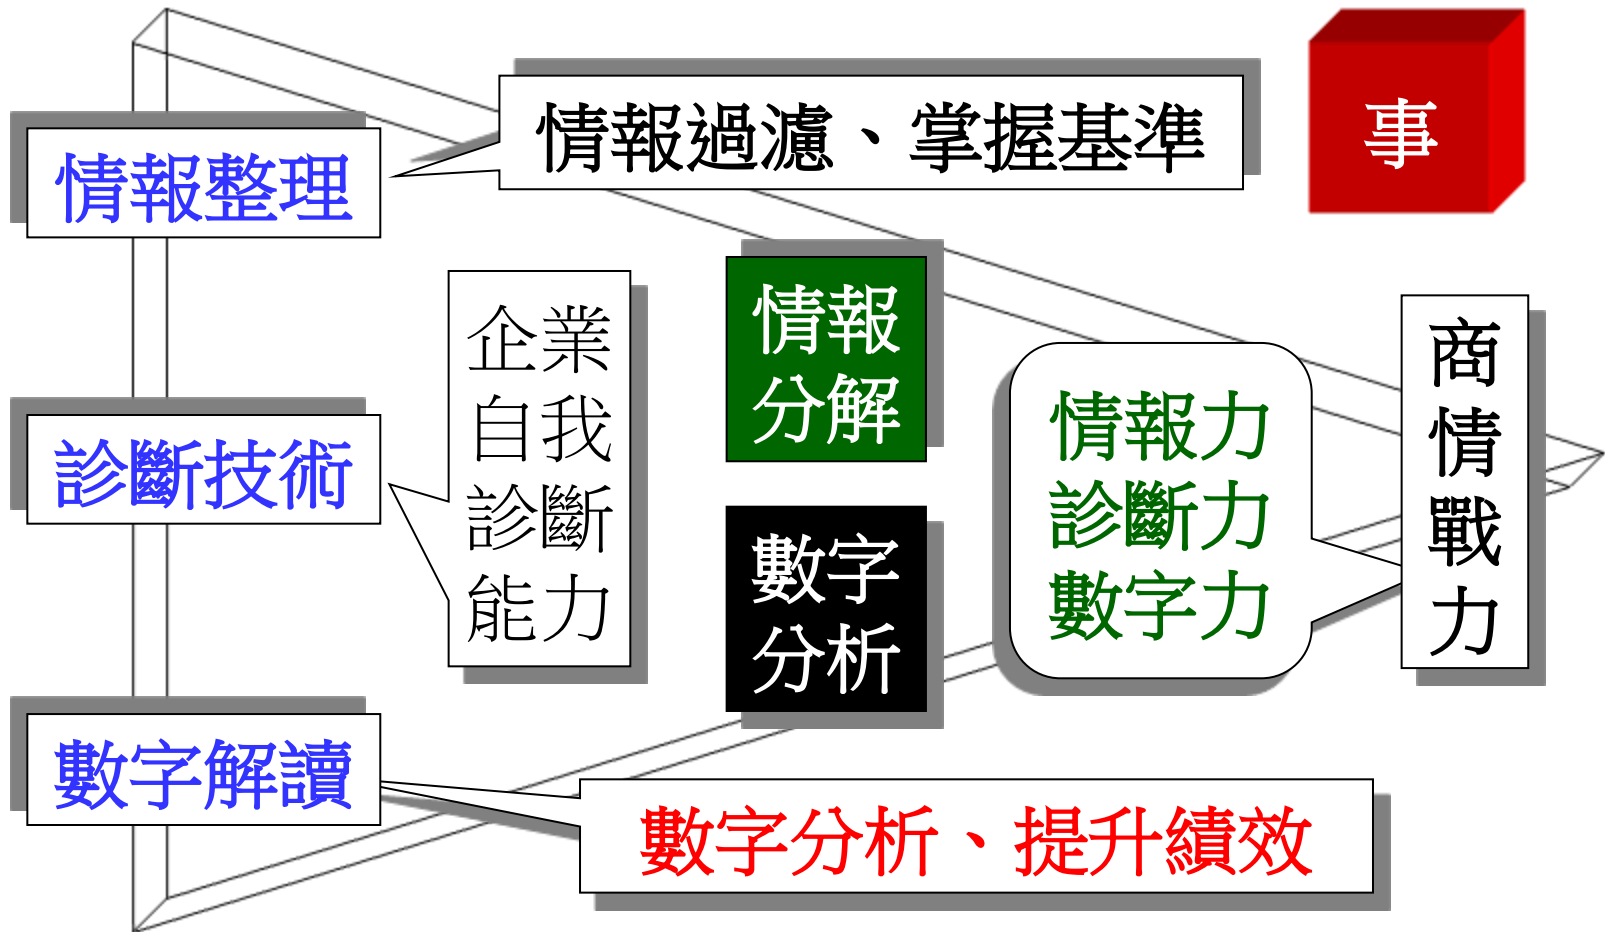 情報過濾、掌握基準
事
情報整理
企業
自我
診斷
能力
情報
分解
情報力
診斷力
數字力
商情戰力
診斷技術
數字
分析
數字解讀
數字分析、提升績效